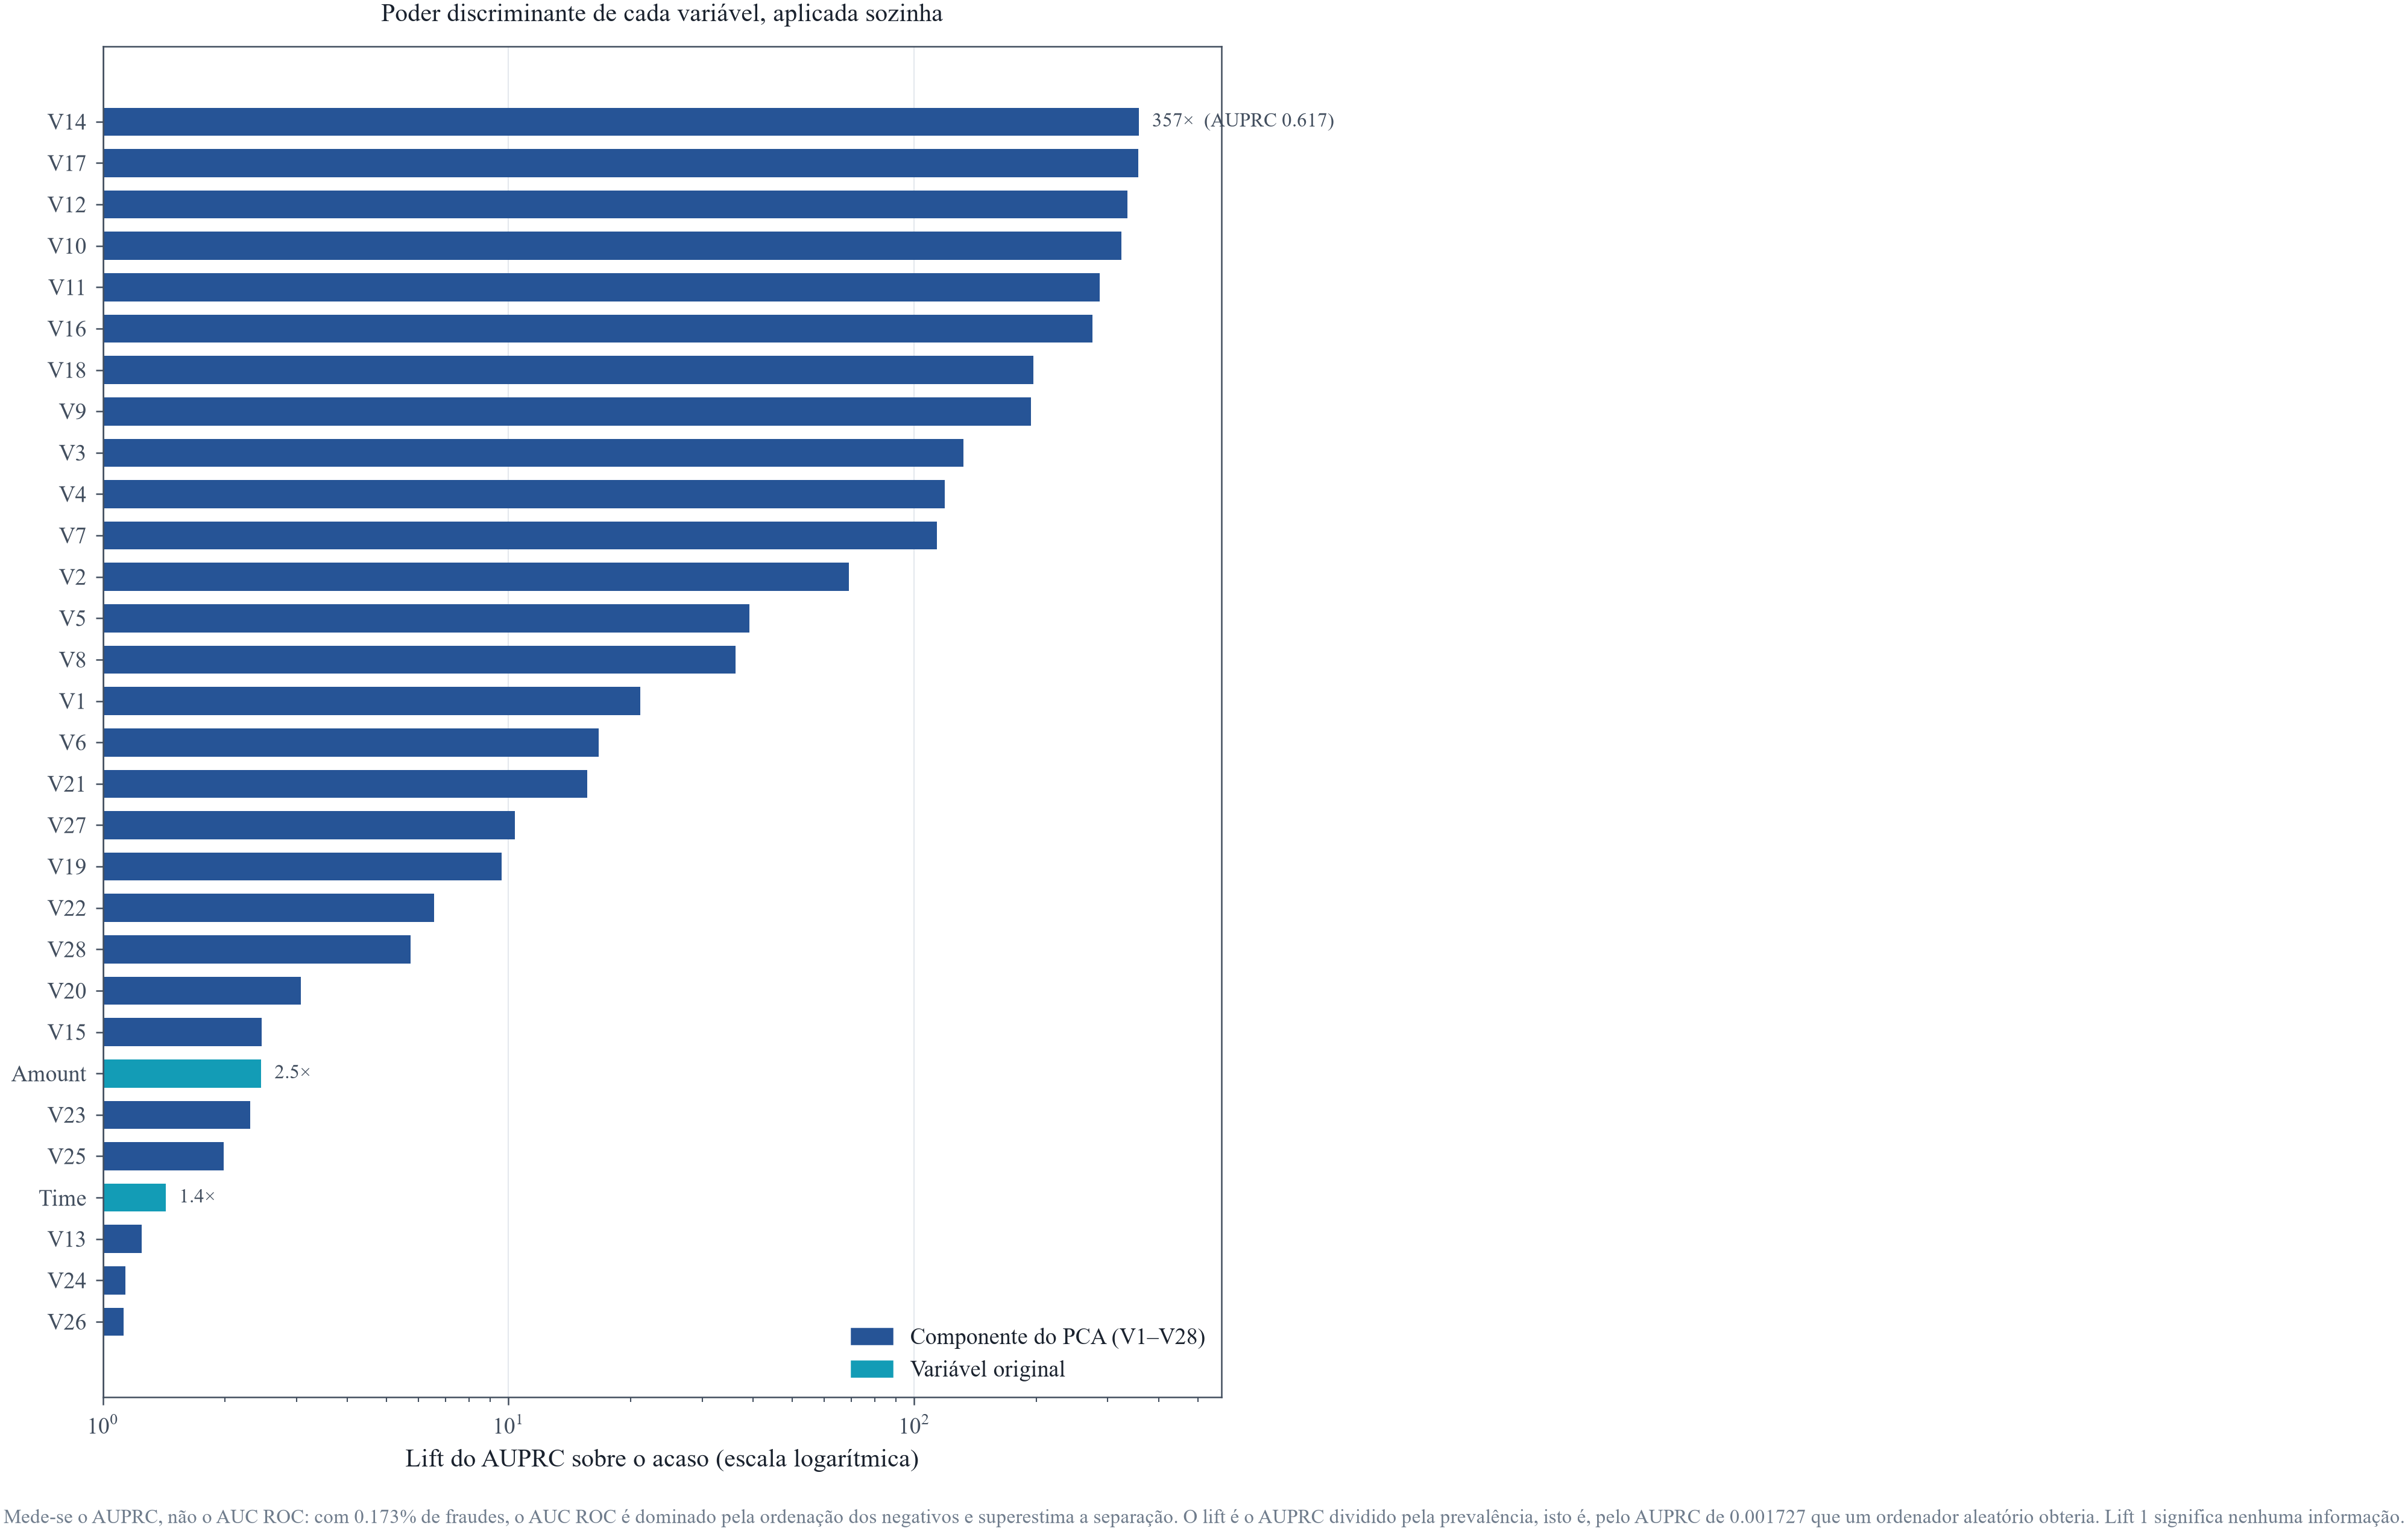 Poder discriminante de cada variável, aplicada sozinha
V14
357× (AUPRC 0.617)
V17
V12
V10
V11
V16
V18
V9
V3
V4
V7
V2
V5
V8
V1
V6
V21
V27
V19
V22
V28
V20
V15
Amount
2.5×
V23
V25
Time
1.4×
V13
V24
V26
Componente do PCA (V1–V28)
Variável original
10⁰ 10¹ 10²
Lift do AUPRC sobre o acaso (escala logarítmica)
Mede-se o AUPRC, não o AUC ROC: com 0.173% de fraudes, o AUC ROC é dominado pela ordenação dos negativos e superestima a separação. O lift é o AUPRC dividido pela prevalência, isto é, pelo AUPRC de 0.001727 que um ordenador aleatório obteria. Lift 1 significa nenhuma informação.